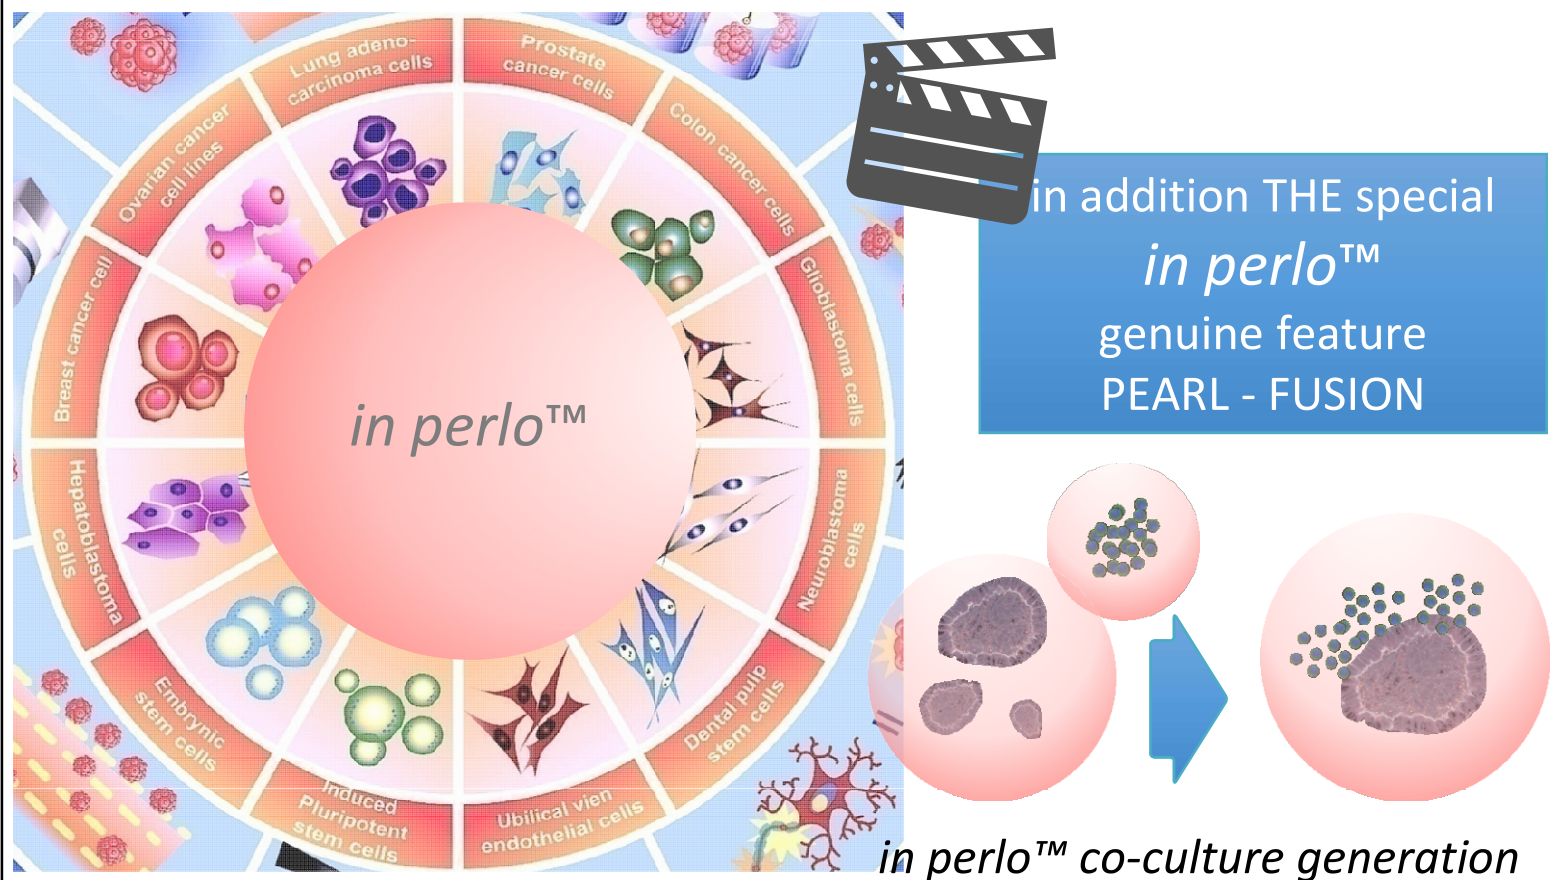 Lung adeno-
carcinoma cells
Prostate
cancer cells
Colon cancer cells
Glioblastoma cells
Neuroblastoma
cells
Dental pulp
stem cells
Ubilical vien
endothelial cells
Induced
Pluripotent
stem cells
Embrynic
stem cells
Hepatoblastoma
cells
Breast cancer cell
Ovarian cancer
cell lines
in perlo™
in addition THE special
in perlo™
genuine feature
PEARL - FUSION
in perlo™ co-culture generation